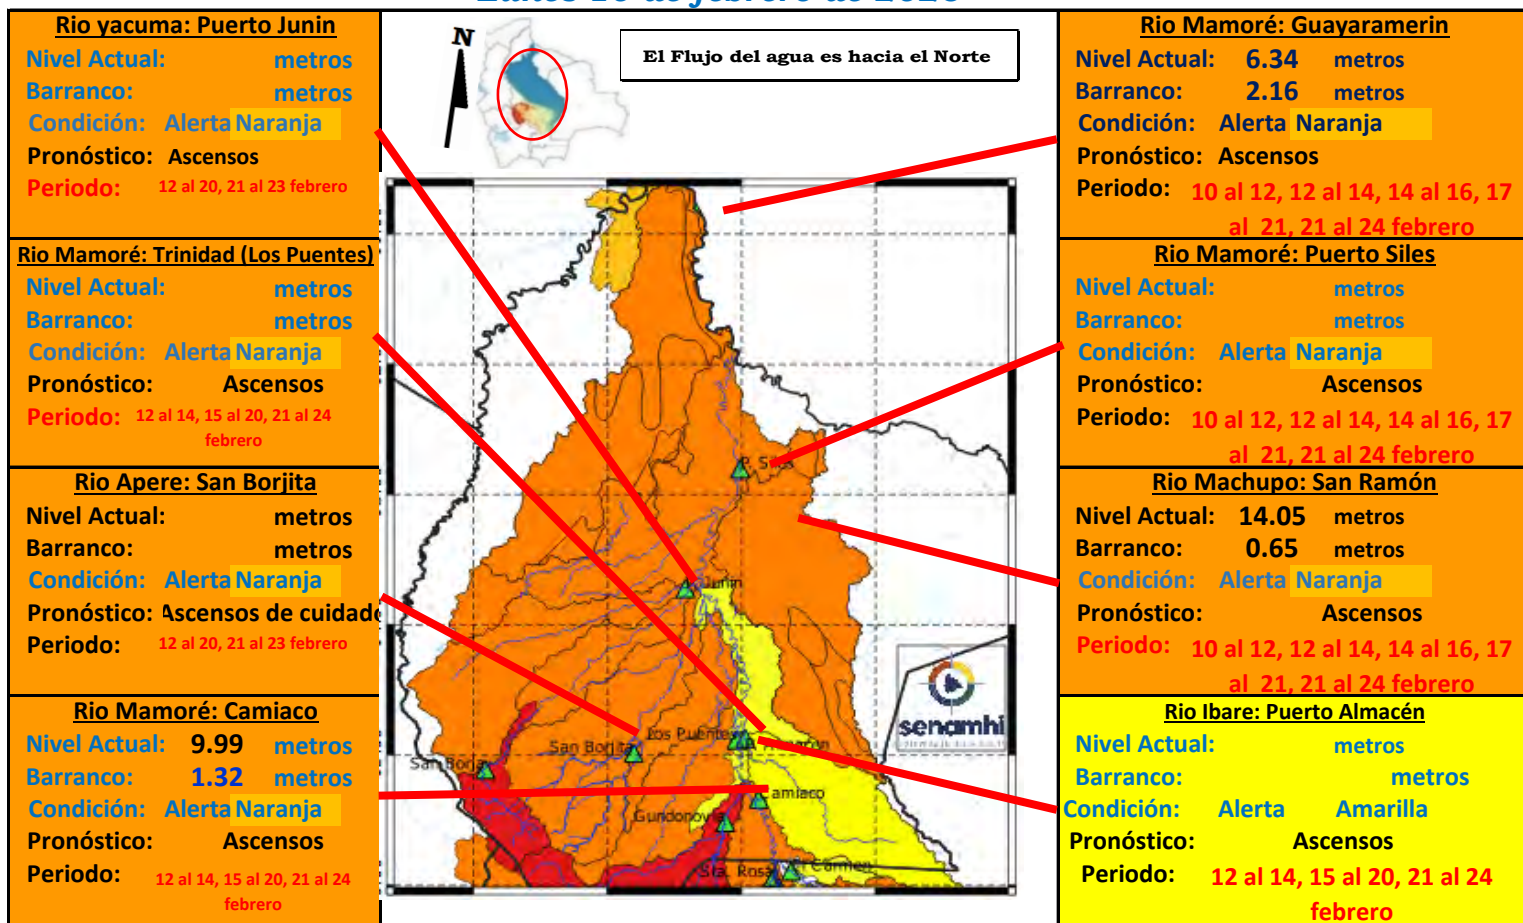 Rio yacuma: Puerto Junin
Nivel Actual: metros
Barranco: metros
Condición: Alerta Naranja
Pronóstico: Ascensos
Periodo: 12 al 20, 21 al 23 febrero
Rio Mamoré: Trinidad (Los Puentes)
Nivel Actual: metros
Barranco: metros
Condición: Alerta Naranja
Pronóstico: Ascensos
Periodo: 12 al 14, 15 al 20, 21 al 24
febrero
Rio Apere: San Borjita
Nivel Actual: metros
Barranco: metros
Condición: Alerta Naranja
Pronóstico: Ascensos de cuidado
Periodo: 12 al 20, 21 al 23 febrero
Rio Mamoré: Camiaco
Nivel Actual: 9.99 metros
Barranco: 1.32 metros
Condición: Alerta Naranja
Pronóstico: Ascensos
Periodo: 12 al 14, 15 al 20, 21 al 24
febrero
N
El Flujo del agua es hacia el Norte
P. Siles
Junin
Los Puentes
San Borjita
San Borja
Camiaco
Gundonovia
Sta. Rosa
El Carmen
senamhi
Rio Mamoré: Guayaramerin
Nivel Actual: 6.34 metros
Barranco: 2.16 metros
Condición: Alerta Naranja
Pronóstico: Ascensos
Periodo: 10 al 12, 12 al 14, 14 al 16, 17
al 21, 21 al 24 febrero
Rio Mamoré: Puerto Siles
Nivel Actual: metros
Barranco: metros
Condición: Alerta Naranja
Pronóstico: Ascensos
Periodo: 10 al 12, 12 al 14, 14 al 16, 17
al 21, 21 al 24 febrero
Rio Machupo: San Ramón
Nivel Actual: 14.05 metros
Barranco: 0.65 metros
Condición: Alerta Naranja
Pronóstico: Ascensos
Periodo: 10 al 12, 12 al 14, 14 al 16, 17
al 21, 21 al 24 febrero
Rio Ibare: Puerto Almacén
Nivel Actual: metros
Barranco: metros
Condición: Alerta Amarilla
Pronóstico: Ascensos
Periodo: 12 al 14, 15 al 20, 21 al 24
febrero